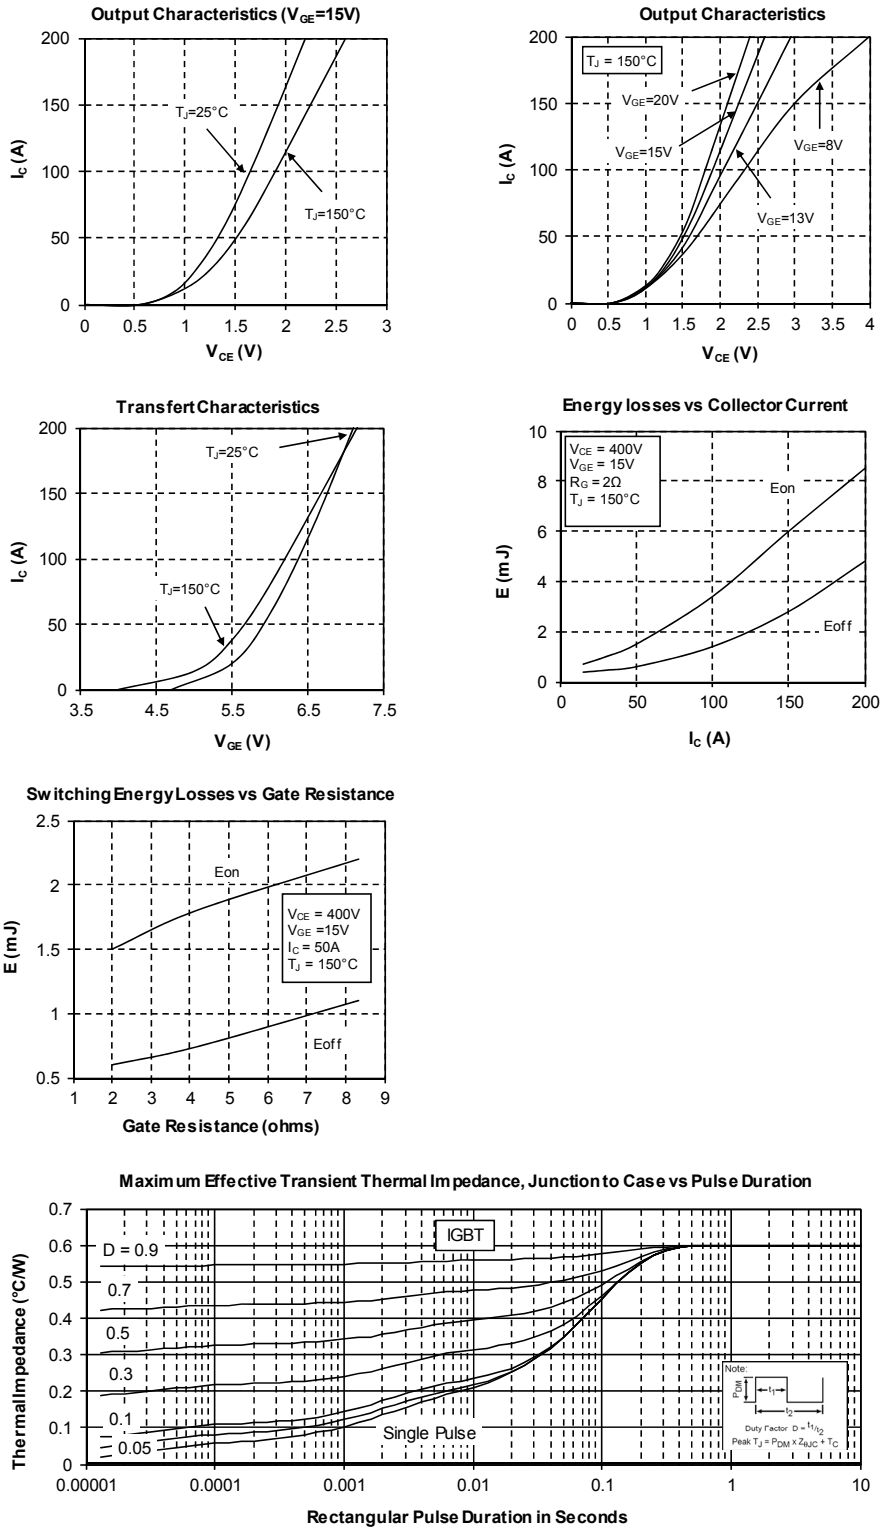 Output Characteristics (VGE=15V)
200
150
100
50
0
0 0.5 1 1.5 2 2.5 3
IC (A)
VCE (V)
TJ=25°C
TJ=150°C
Output Characteristics
200
150
100
50
0
0 0.5 1 1.5 2 2.5 3 3.5 4
IC (A)
VCE (V)
TJ = 150°C
VGE=20V
VGE=15V
VGE=8V
VGE=13V
Transfert Characteristics
200
150
100
50
0
3.5 4.5 5.5 6.5 7.5
IC (A)
VGE (V)
TJ=25°C
TJ=150°C
Energy losses vs Collector Current
10
8
6
4
2
0
0 50 100 150 200
E (mJ)
IC (A)
VCE = 400V
VGE = 15V
RG = 2Ω
TJ = 150°C
Eon
Eoff
Switching Energy Losses vs Gate Resistance
2.5
2
1.5
1
0.5
1 2 3 4 5 6 7 8 9
E (mJ)
Gate Resistance (ohms)
Eon
VCE = 400V
VGE =15V
IC = 50A
TJ = 150°C
Eoff
Maximum Effective Transient Thermal Impedance, Junction to Case vs Pulse Duration
0.7
0.6
0.5
0.4
0.3
0.2
0.1
0
0.00001 0.0001 0.001 0.01 0.1 1 10
Thermal Impedance (°C/W)
Rectangular Pulse Duration in Seconds
IGBT
D = 0.9
0.7
0.5
0.3
0.1
0.05
Single Pulse
Note:
PDM
t1
t2
Duty Factor D = t1/t2
Peak TJ = PDM x ZθJC + TC